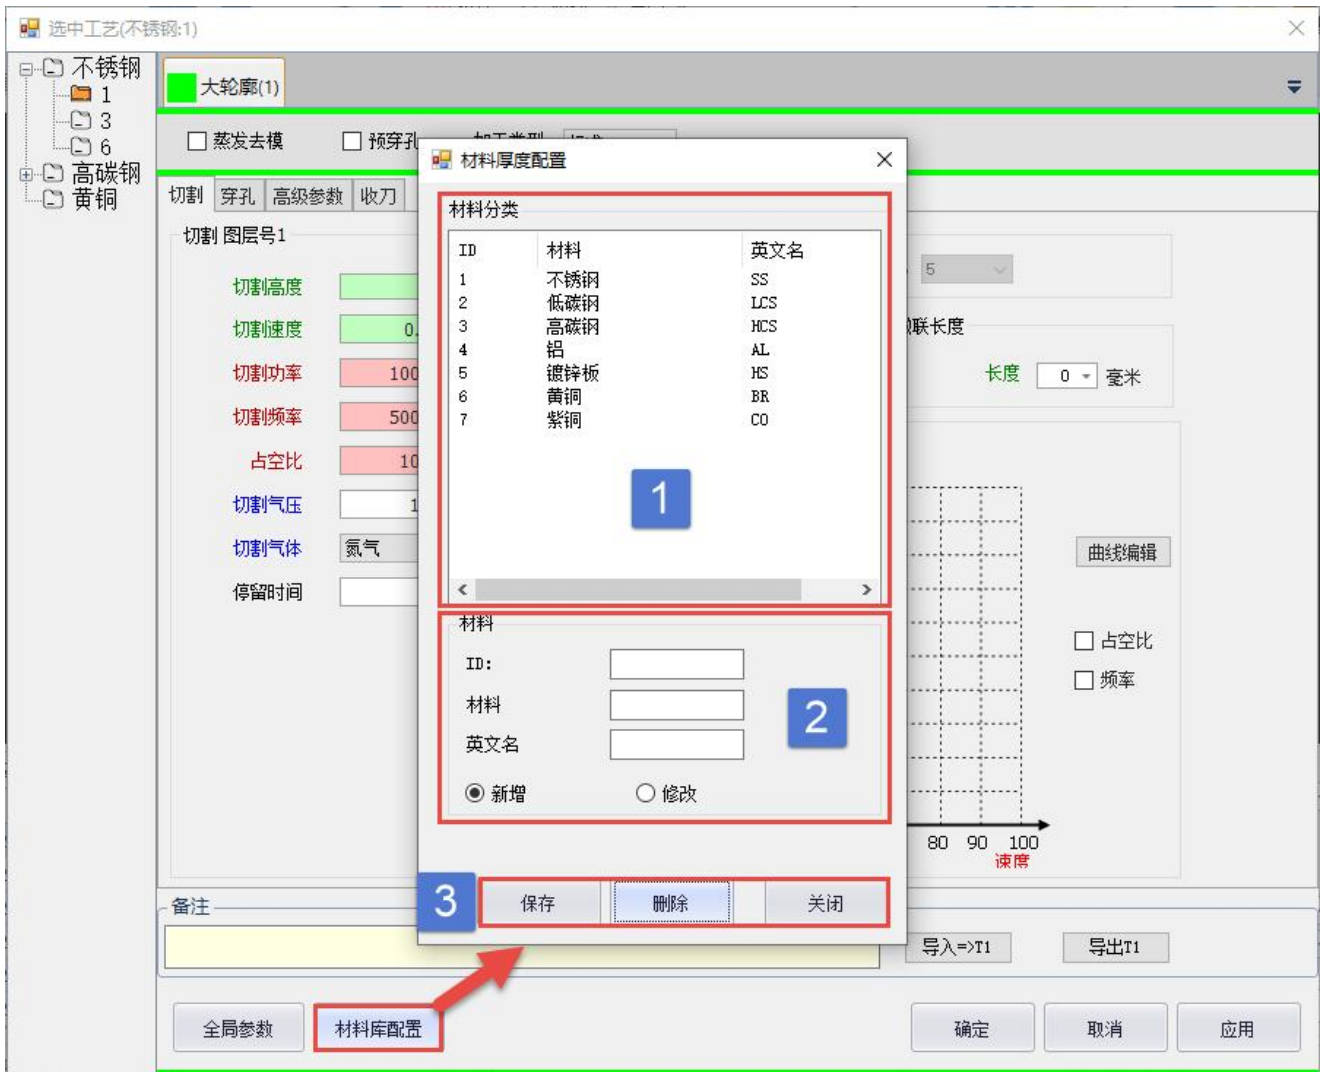 选中工艺(不锈钢:1)
不锈钢
1
3
6
高碳钢
黄铜
大轮廓(1)
蒸发去模
预穿孔
切割
穿孔
高级参数
收刀
切割 图层号1
切割高度
切割速度
0.
切割功率
100
切割频率
500
占空比
10
切割气压
1
切割气体
氮气
停留时间
材料厚度配置
材料分类
ID 材料 英文名
1 不锈钢 SS
2 低碳钢 LCS
3 高碳钢 HCS
4 铝 AL
5 镀锌板 HS
6 黄铜 BR
7 紫铜 CO
1
材料
ID:
材料
英文名
2
新增
修改
3
保存
删除
关闭
5
联长度
长度
0
毫米
曲线编辑
占空比
频率
80 90 100
速度
备注
导入=>T1
导出T1
全局参数
材料库配置
确定
取消
应用